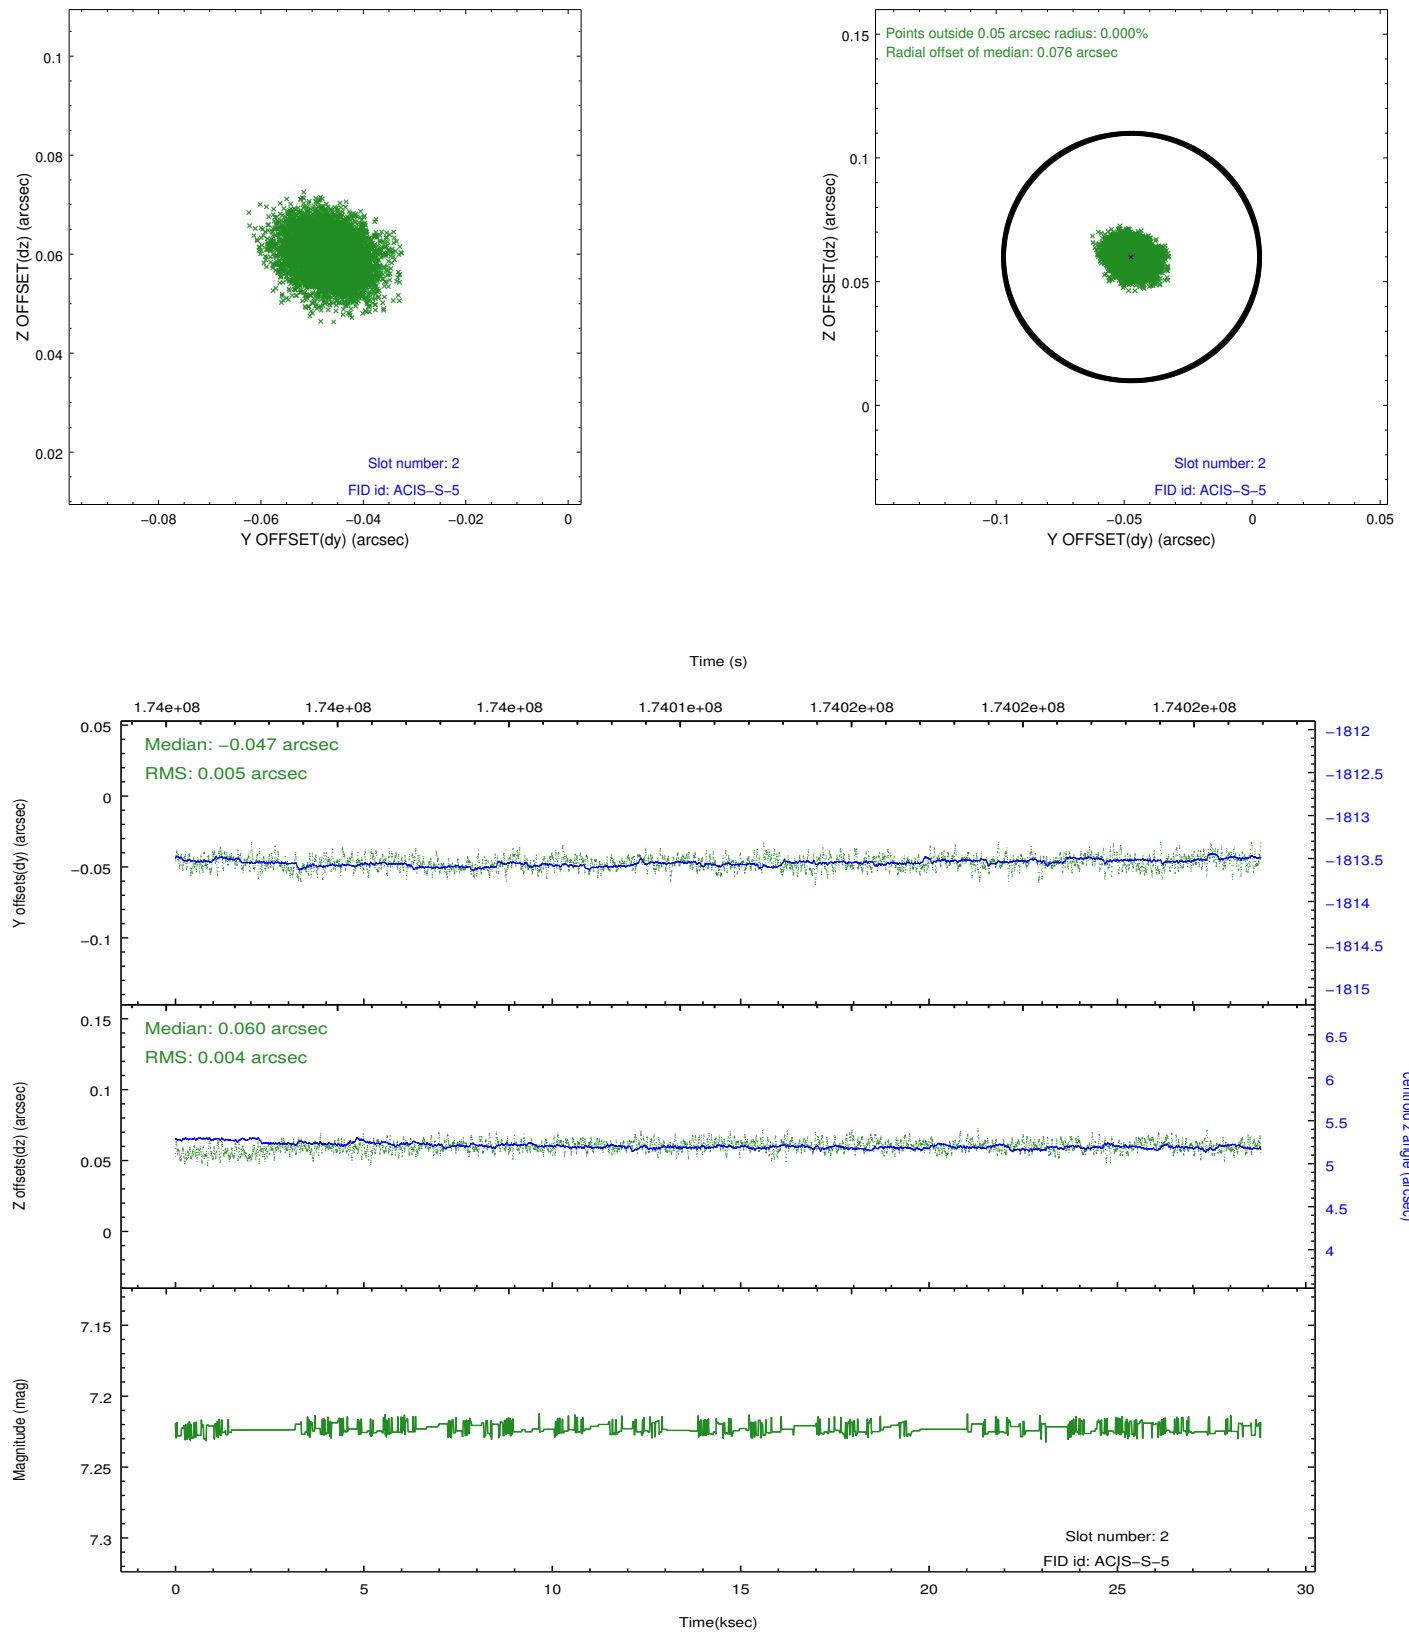 0.1
0.08
0.06
0.04
0.02
Z OFFSET(dz) (arcsec)
Slot number: 2
FID id: ACIS−S−5
−0.08
−0.06
−0.04
−0.02
0
Y OFFSET(dy) (arcsec)
Points outside 0.05 arcsec radius: 0.000%
Radial offset of median: 0.076 arcsec
0.15
0.1
0.05
0
Z OFFSET(dz) (arcsec)
Slot number: 2
FID id: ACIS−S−5
−0.1
−0.05
0
0.05
Y OFFSET(dy) (arcsec)
Time (s)
1.74e+08
1.74e+08
1.74e+08
1.7401e+08
1.7402e+08
1.7402e+08
1.7402e+08
Median: −0.047 arcsec
RMS: 0.005 arcsec
0.05
0
−0.05
−0.1
Y offsets(dy) (arcsec)
−1812
−1812.5
−1813
−1813.5
−1814
−1814.5
−1815
Median: 0.060 arcsec
RMS: 0.004 arcsec
0.15
0.1
0.05
0
Z offsets(dz) (arcsec)
6.5
6
5.5
5
4.5
4
centroid z angle (arcsec)
7.15
7.2
7.25
7.3
Magnitude (mag)
Slot number: 2
FID id: ACIS−S−5
0
5
10
15
20
25
30
Time(ksec)